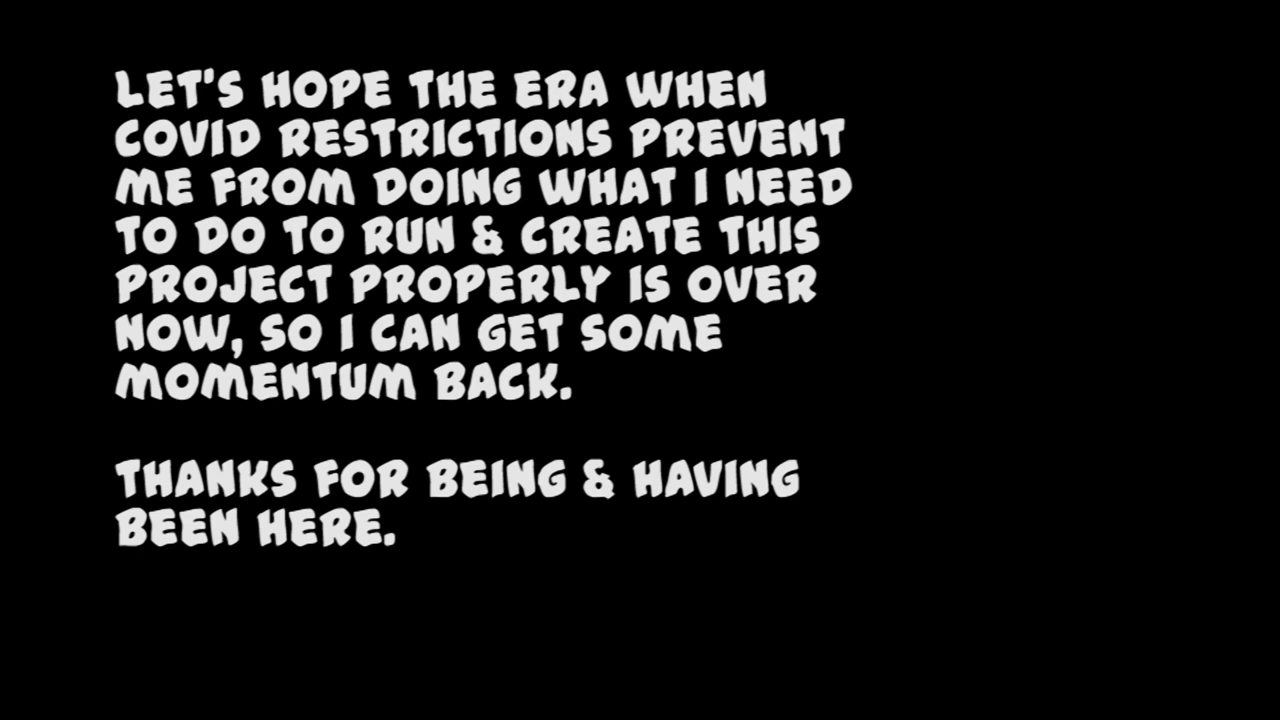 LET'S HOPE THE ERA WHEN
COVID RESTRICTIONS PREVENT
ME FROM DOING WHAT I NEED
TO DO TO RUN & CREATE THIS
PROJECT PROPERLY IS OVER
NOW, SO I CAN GET SOME
MOMENTUM BACK.
THANKS FOR BEING & HAVING
BEEN HERE.